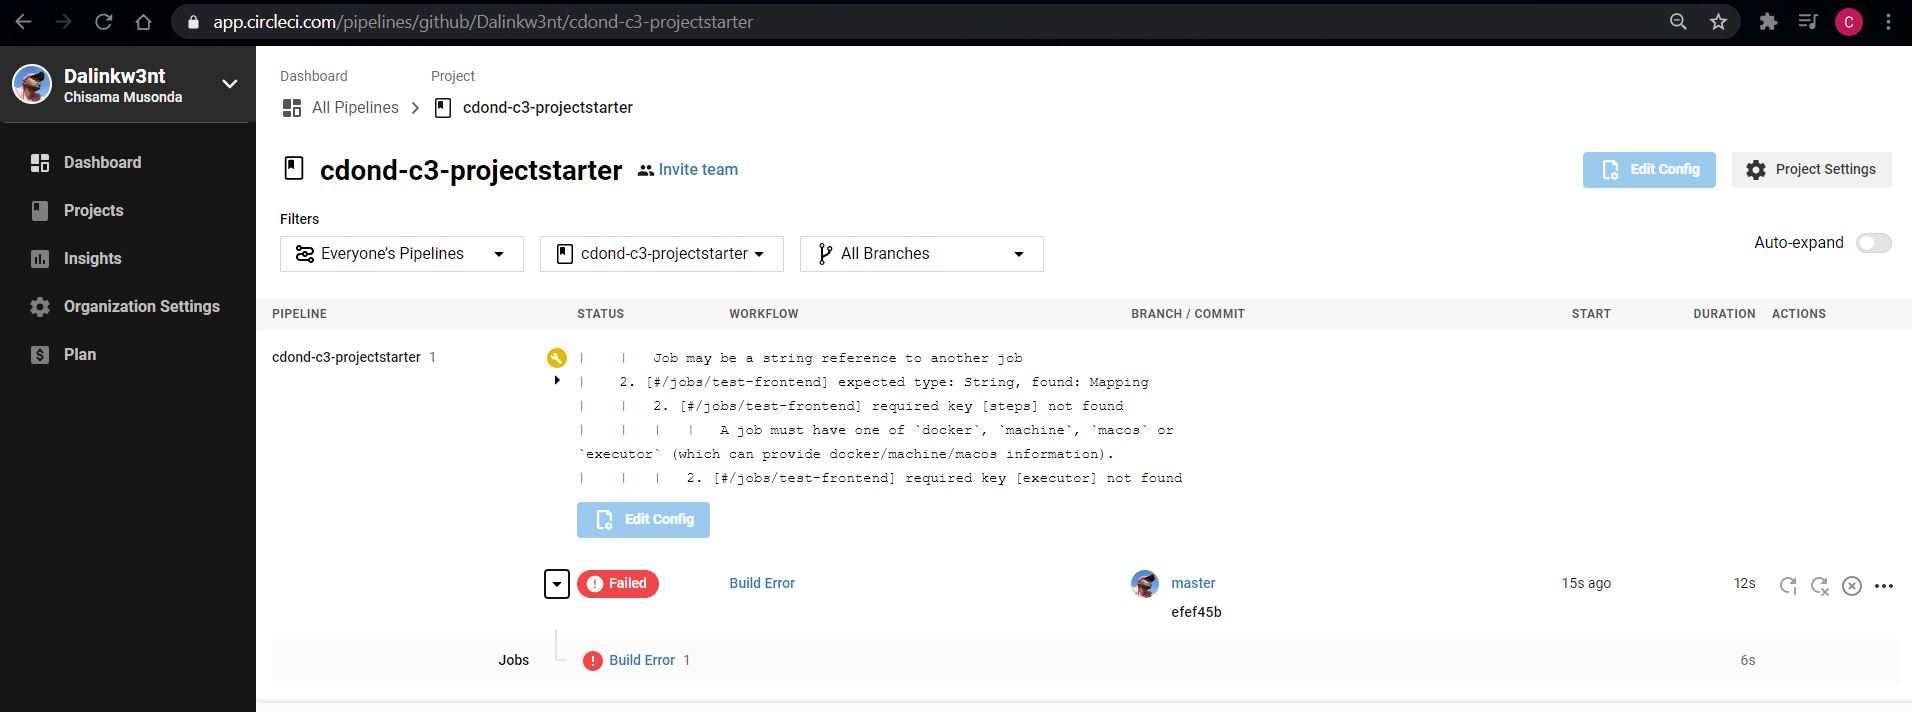 app.circleci.com/pipelines/github/Dalinkw3nt/cdond-c3-projectstarter
C
Dalinkw3nt
Chisama Musonda
Dashboard
Projects
Insights
Organization Settings
Plan
Dashboard Project
All Pipelines > cdond-c3-projectstarter
cdond-c3-projectstarter Invite team
Edit Config Project Settings
Filters
Everyone’s Pipelines cdond-c3-projectstarter All Branches
Auto-expand
PIPELINE STATUS WORKFLOW BRANCH / COMMIT START DURATION ACTIONS
cdond-c3-projectstarter 1
| | Job may be a string reference to another job
| 2. [#/jobs/test-frontend] expected type: String, found: Mapping
| | 2. [#/jobs/test-frontend] required key [steps] not found
| | | | A job must have one of `docker`, `machine`, `macos` or
`executor` (which can provide docker/machine/macos information).
| | | 2. [#/jobs/test-frontend] required key [executor] not found
Edit Config
Failed Build Error master 15s ago 12s
efef45b
Jobs Build Error 1 6s